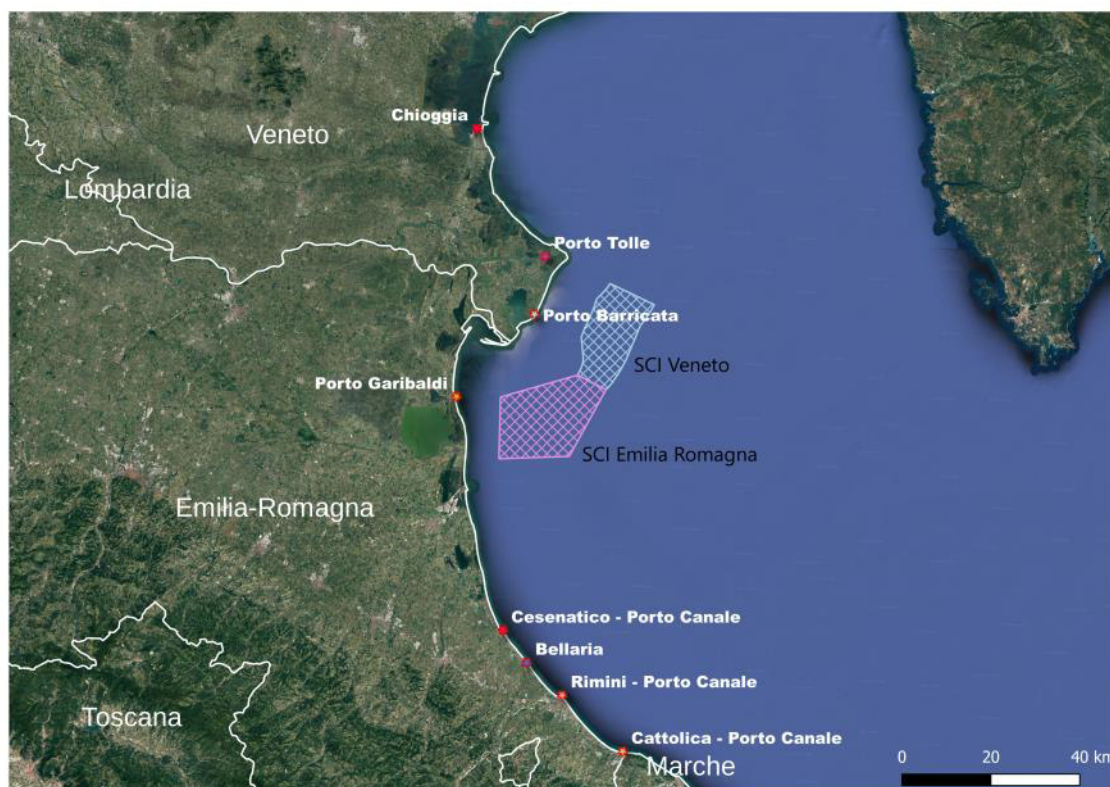 Chioggia
Veneto
Lombardia
Porto Tolle
Porto Barricata
SCI Veneto
Porto Garibaldi
SCI Emilia Romagna
Emilia-Romagna
Cesenatico - Porto Canale
Bellaria
Rimini - Porto Canale
Toscana
Cattolica - Porto Canale
Marche
0 20 40 km